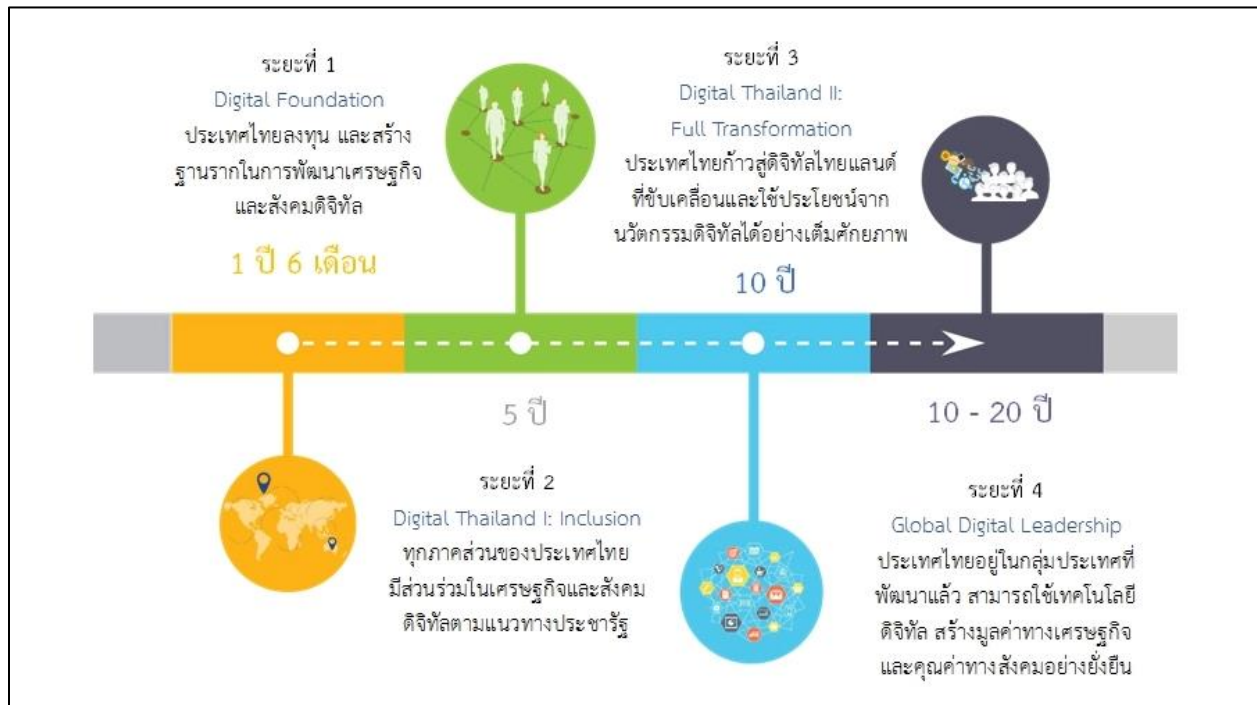 ระยะที่ 1
Digital Foundation
ประเทศไทยลงทุน และสร้าง
ฐานรากในการพัฒนาเศรษฐกิจ
และสังคมดิจิทัล
1 ปี 6 เดือน
5 ปี
ระยะที่ 2
Digital Thailand I: Inclusion
ทุกภาคส่วนของประเทศไทย
มีส่วนร่วมในเศรษฐกิจและสังคม
ดิจิทัลตามแนวทางประชารัฐ
ระยะที่ 3
Digital Thailand II:
Full Transformation
ประเทศไทยก้าวสู่ดิจิทัลไทยแลนด์
ที่ขับเคลื่อนและใช้ประโยชน์จาก
นวัตกรรมดิจิทัลได้อย่างเต็มศักยภาพ
10 ปี
10 - 20 ปี
ระยะที่ 4
Global Digital Leadership
ประเทศไทยอยู่ในกลุ่มประเทศที่
พัฒนาแล้ว สามารถใช้เทคโนโลยี
ดิจิทัล สร้างมูลค่าทางเศรษฐกิจ
และคุณค่าทางสังคมอย่างยั่งยืน